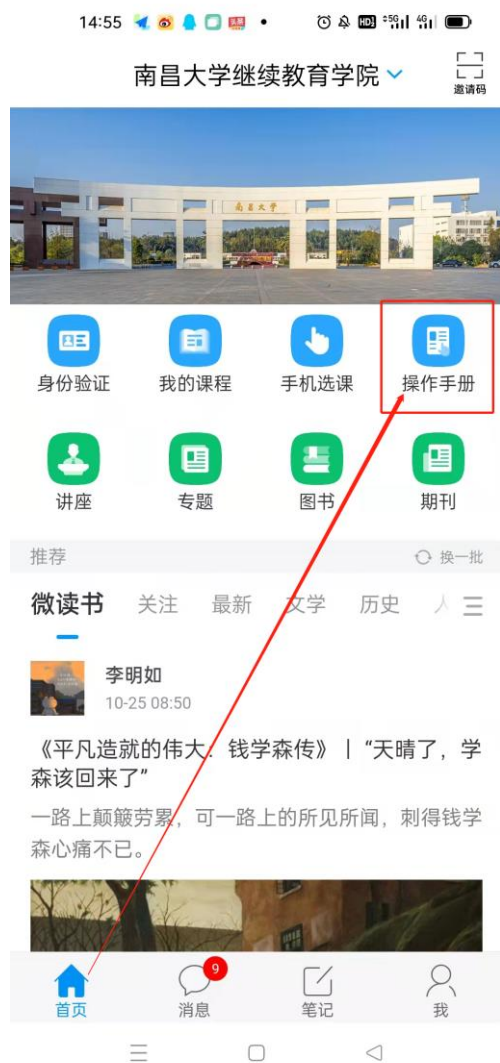 14:55
HD 5G 4G
南昌大学继续教育学院
邀请码
南昌大学
身份验证 我的课程 手机选课 操作手册
讲座 专题 图书 期刊
推荐 换一批
微读书 关注 最新 文学 历史 人
李明如
10-25 08:50
《平凡造就的伟大：钱学森传》 | “天晴了，学
森该回来了”
一路上颠簸劳累，可一路上的所见所闻，刺得钱学
森心痛不已。
9
首页 消息 笔记 我